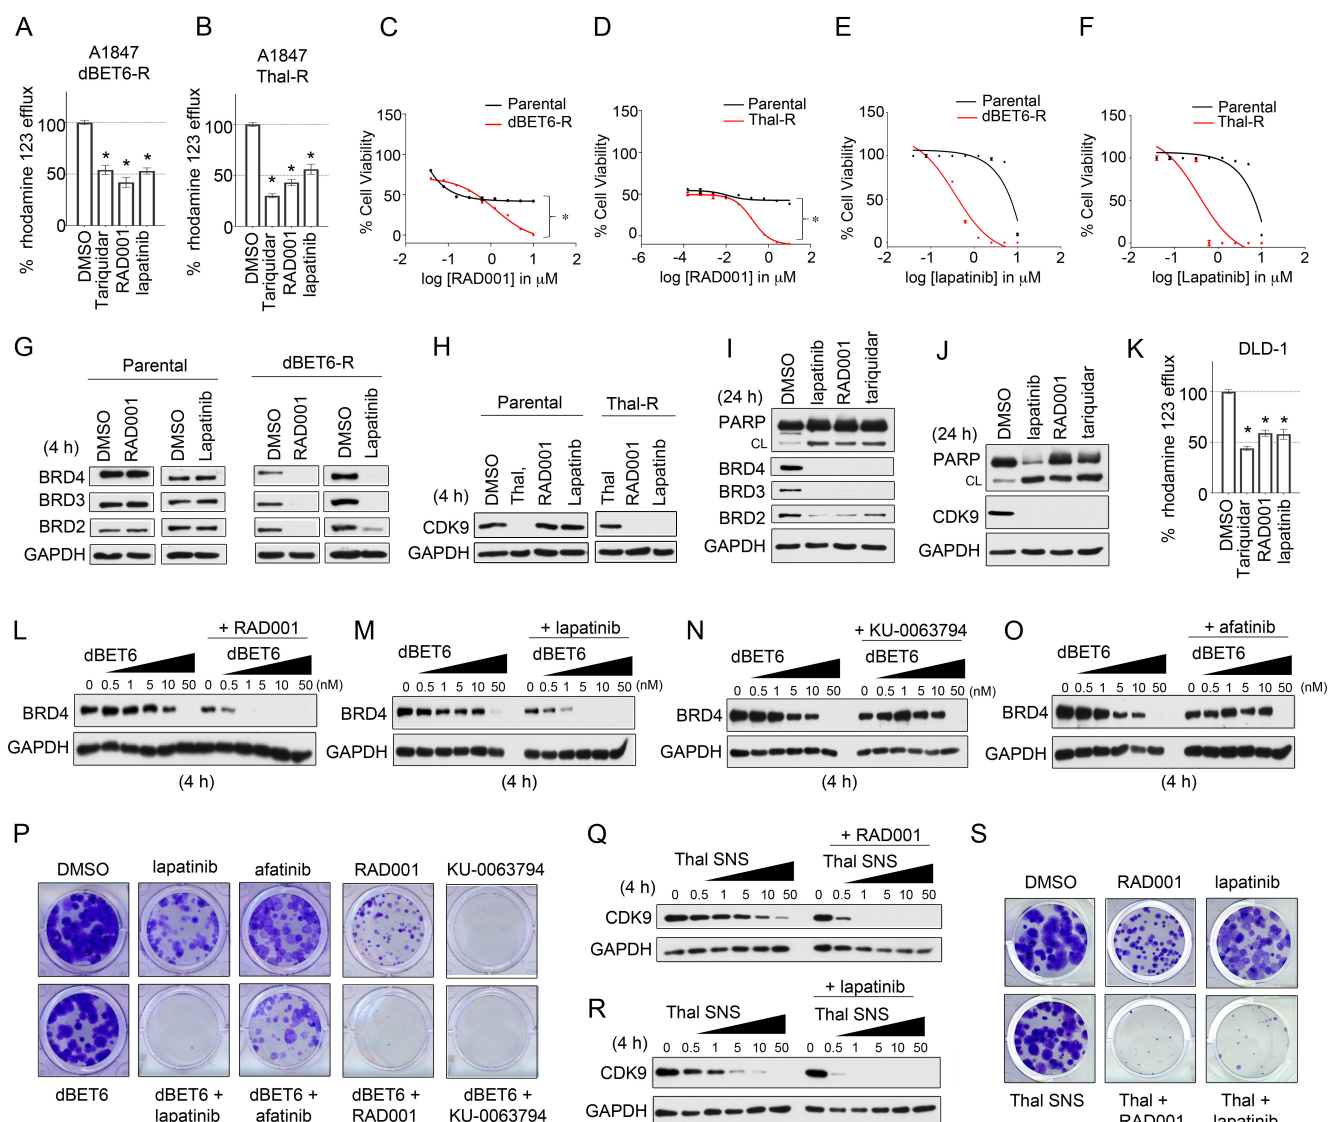 A
A1847
dBET6-R
% rhodamine 123 efflux
100
50
0
DMSO
Tariquidar
RAD001
lapatinib
* * *
B
A1847
Thal-R
% rhodamine 123 efflux
100
50
0
DMSO
Tariquidar
RAD001
lapatinib
* * *
C
Parental
dBET6-R
% Cell Viability
150
100
50
0
*
-2 -1 0 1 2
log [RAD001] in μM
D
Parental
Thal-R
% Cell Viability
150
100
50
0
*
-6 -4 -2 0 2
log [RAD001] in μM
E
Parental
dBET6-R
% Cell Viability
150
100
50
0
-2 -1 0 1 2
log [lapatinib] in μM
F
Parental
Thal-R
% Cell Viability
150
100
50
0
-2 -1 0 1 2
log [Lapatinib] in μM
G
Parental
dBET6-R
(4 h)
DMSO
RAD001
DMSO
Lapatinib
DMSO
RAD001
DMSO
Lapatinib
BRD4
BRD3
BRD2
GAPDH
H
Parental
Thal-R
(4 h)
DMSO
Thal,
RAD001
Lapatinib
Thal
RAD001
Lapatinib
CDK9
GAPDH
I
(24 h)
DMSO
lapatinib
RAD001
tariquidar
PARP
CL
BRD4
BRD3
BRD2
GAPDH
J
(24 h)
DMSO
lapatinib
RAD001
tariquidar
PARP
CL
CDK9
GAPDH
K
DLD-1
% rhodamine 123 efflux
100
50
0
* * *
DMSO
Tariquidar
RAD001
lapatinib
L
+ RAD001
dBET6 dBET6
0 0.5 1 5 10 50 0 0.5 1 5 10 50 (nM)
BRD4
GAPDH
(4 h)
M
+ lapatinib
dBET6 dBET6
0 0.5 1 5 10 50 0 0.5 1 5 10 50 (nM)
BRD4
GAPDH
(4 h)
N
+ KU-0063794
dBET6 dBET6
0 0.5 1 5 10 50 0 0.5 1 5 10 50 (nM)
BRD4
GAPDH
(4 h)
O
+ afatinib
dBET6 dBET6
0 0.5 1 5 10 50 0 0.5 1 5 10 50 (nM)
BRD4
GAPDH
(4 h)
P
DMSO lapatinib afatinib RAD001 KU-0063794
dBET6 dBET6 + dBET6 + dBET6 + dBET6 +
lapatinib afatinib RAD001 KU-0063794
Q
+ RAD001
Thal SNS Thal SNS
(4 h)
0 0.5 1 5 10 50 0 0.5 1 5 10 50
CDK9
GAPDH
R
+ lapatinib
Thal SNS Thal SNS
(4 h)
0 0.5 1 5 10 50 0 0.5 1 5 10 50
CDK9
GAPDH
S
DMSO RAD001 lapatinib
Thal SNS Thal + Thal +
RAD001 lapatinib